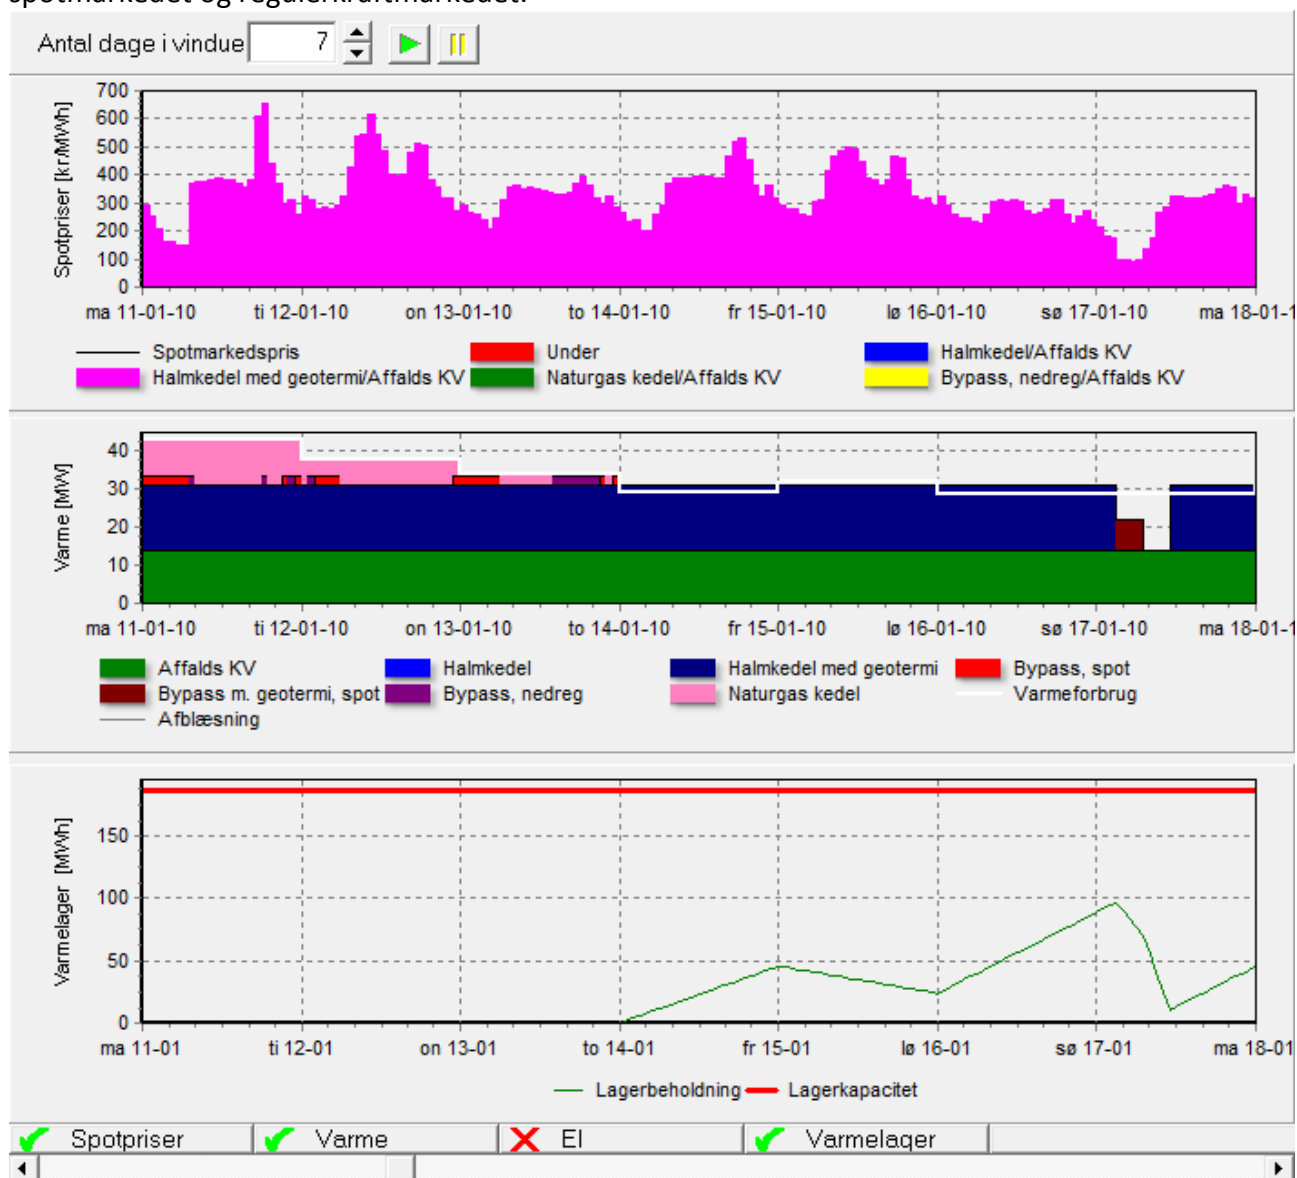 spotmarkedet og regulerkraftmarkedet.
Antal dage i vindue 7
Spotpriser [kr/MWh]
700
600
500
400
300
200
100
0
ma 11-01-10 ti 12-01-10 on 13-01-10 to 14-01-10 fr 15-01-10 lø 16-01-10 sø 17-01-10 ma 18-01-1
Spotmarkedspris Under Halmkedel/Affalds KV
Halmkedel med geotermi/Affalds KV Naturgas kedel/Affalds KV Bypass, nedreg/Affalds KV
Varme [MW]
40
30
20
10
0
ma 11-01-10 ti 12-01-10 on 13-01-10 to 14-01-10 fr 15-01-10 lø 16-01-10 sø 17-01-10 ma 18-01-1
Affalds KV Halmkedel Halmkedel med geotermi Bypass, spot
Bypass m. geotermi, spot Bypass, nedreg Naturgas kedel Varmeforbrug
Afblæsning
Varmelager [MWh]
150
100
50
0
ma 11-01 ti 12-01 on 13-01 to 14-01 fr 15-01 lø 16-01 sø 17-01 ma 18-01
Lagerbeholdning Lagerkapacitet
Spotpriser Varme El Varmelager